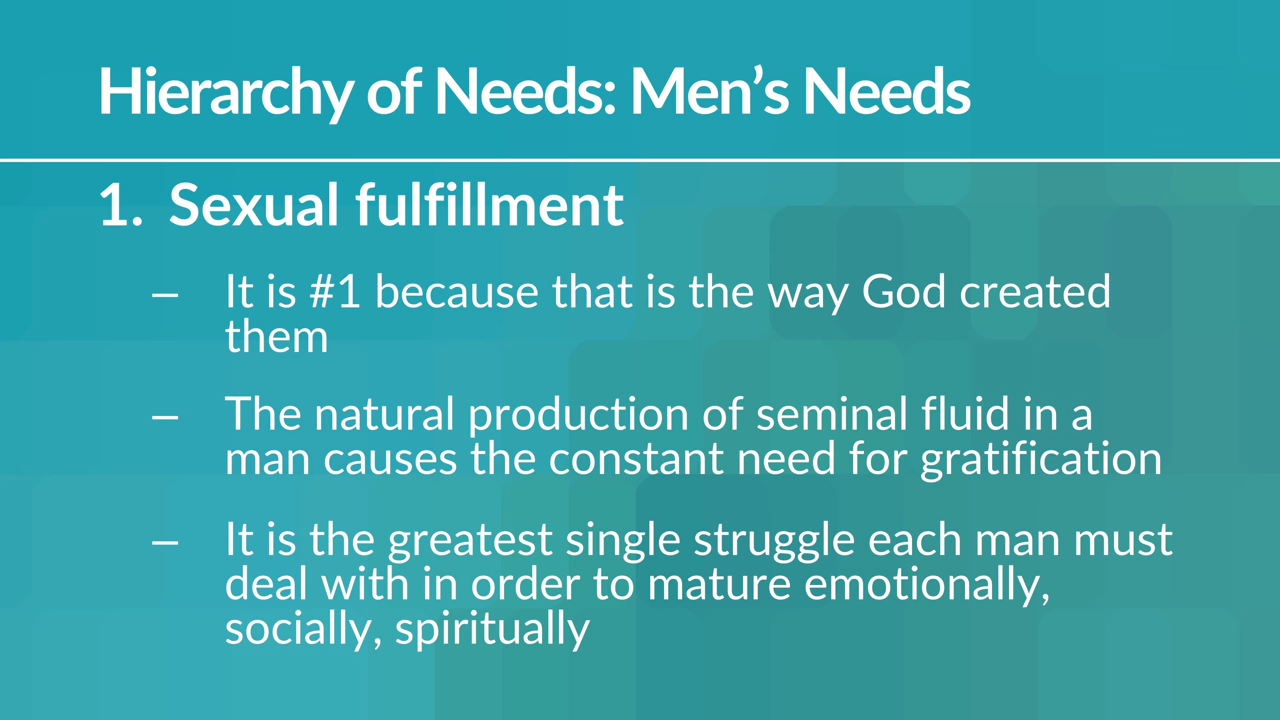 Hierarchy of Needs: Men’s Needs
1. Sexual fulfillment
– It is #1 because that is the way God created
them
– The natural production of seminal fluid in a
man causes the constant need for gratification
– It is the greatest single struggle each man must
deal with in order to mature emotionally,
socially, spiritually